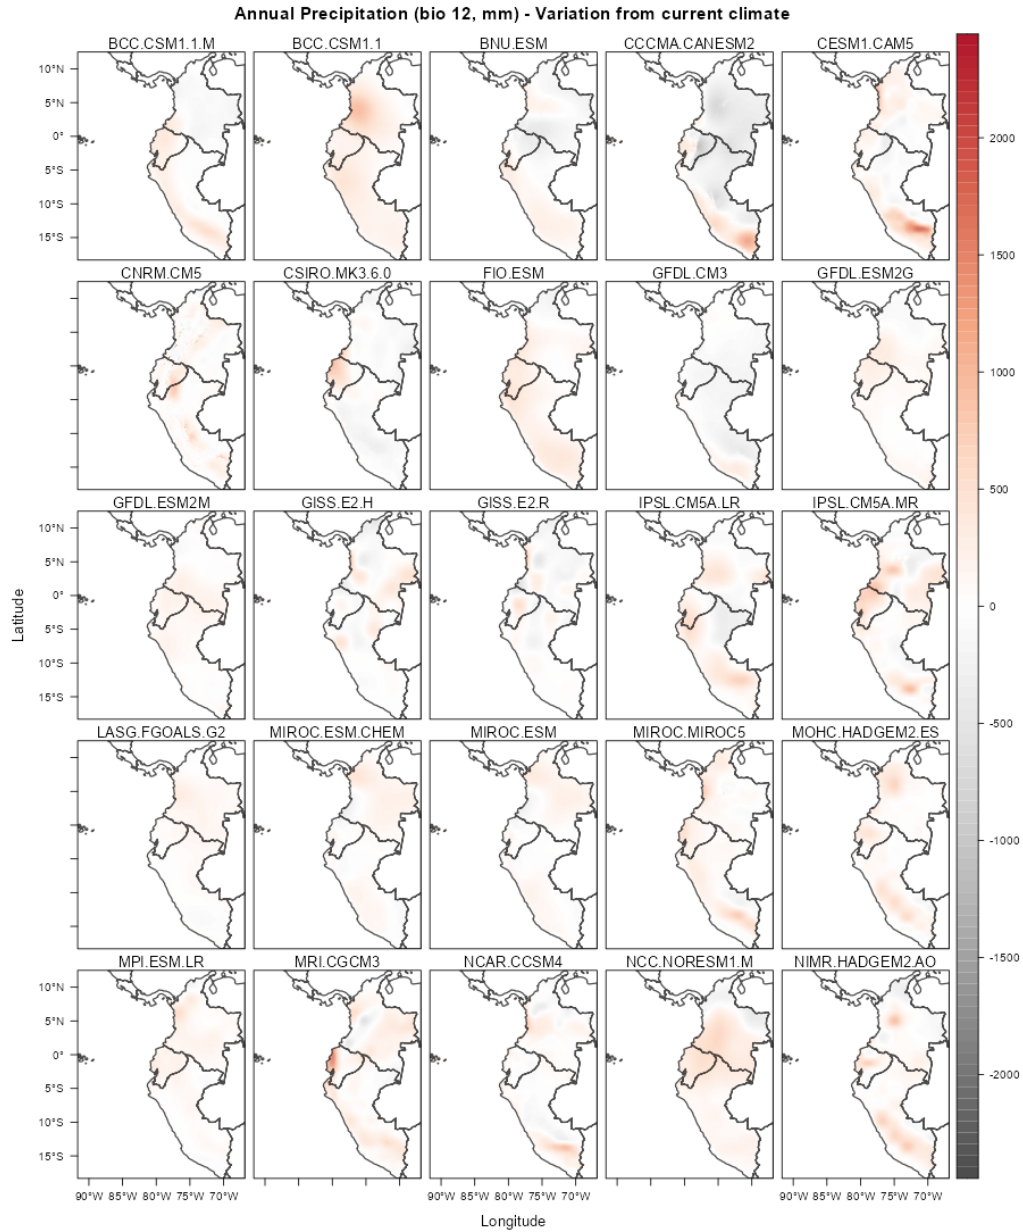 Annual Precipitation (bio 12, mm) - Variation from current climate
BCC.CSM1.1.M BCC.CSM1.1 BNU.ESM CCCMA.CANESM2 CESM1.CAM5
10°N
5°N
0°
5°S
10°S
15°S
CNRM.CM5 CSIRO.MK3.6.0 FIO.ESM GFDL.CM3 GFDL.ESM2G
GFDL.ESM2M GISS.E2.H GISS.E2.R IPSL.CM5A.LR IPSL.CM5A.MR
10°N
5°N
0°
5°S
10°S
15°S
LASG.FGOALS.G2 MIROC.ESM.CHEM MIROC.ESM MIROC.MIROC5 MOHC.HADGEM2.ES
MPI.ESM.LR MRI.CGCM3 NCAR.CCSM4 NCC.NORESM1.M NIMR.HADGEM2.AO
10°N
5°N
0°
5°S
10°S
15°S
90°W 85°W 80°W 75°W 70°W
90°W 85°W 80°W 75°W 70°W
90°W 85°W 80°W 75°W 70°W
Latitude
Longitude
2000
1500
1000
500
0
-500
-1000
-1500
-2000